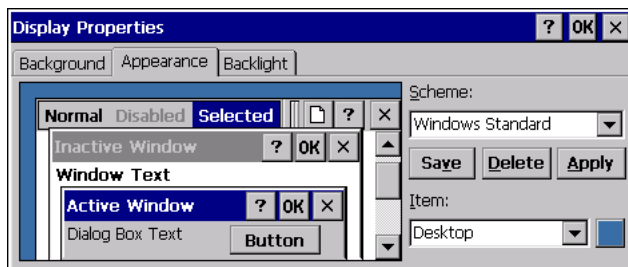 Display Properties ? OK ×
Background Appearance Backlight
Scheme:
Normal Disabled Selected ? ×
Windows Standard
Inactive Window ? OK ×
Save Delete Apply
Window Text
Active Window ? OK ×
Item:
Dialog Box Text Button
Desktop